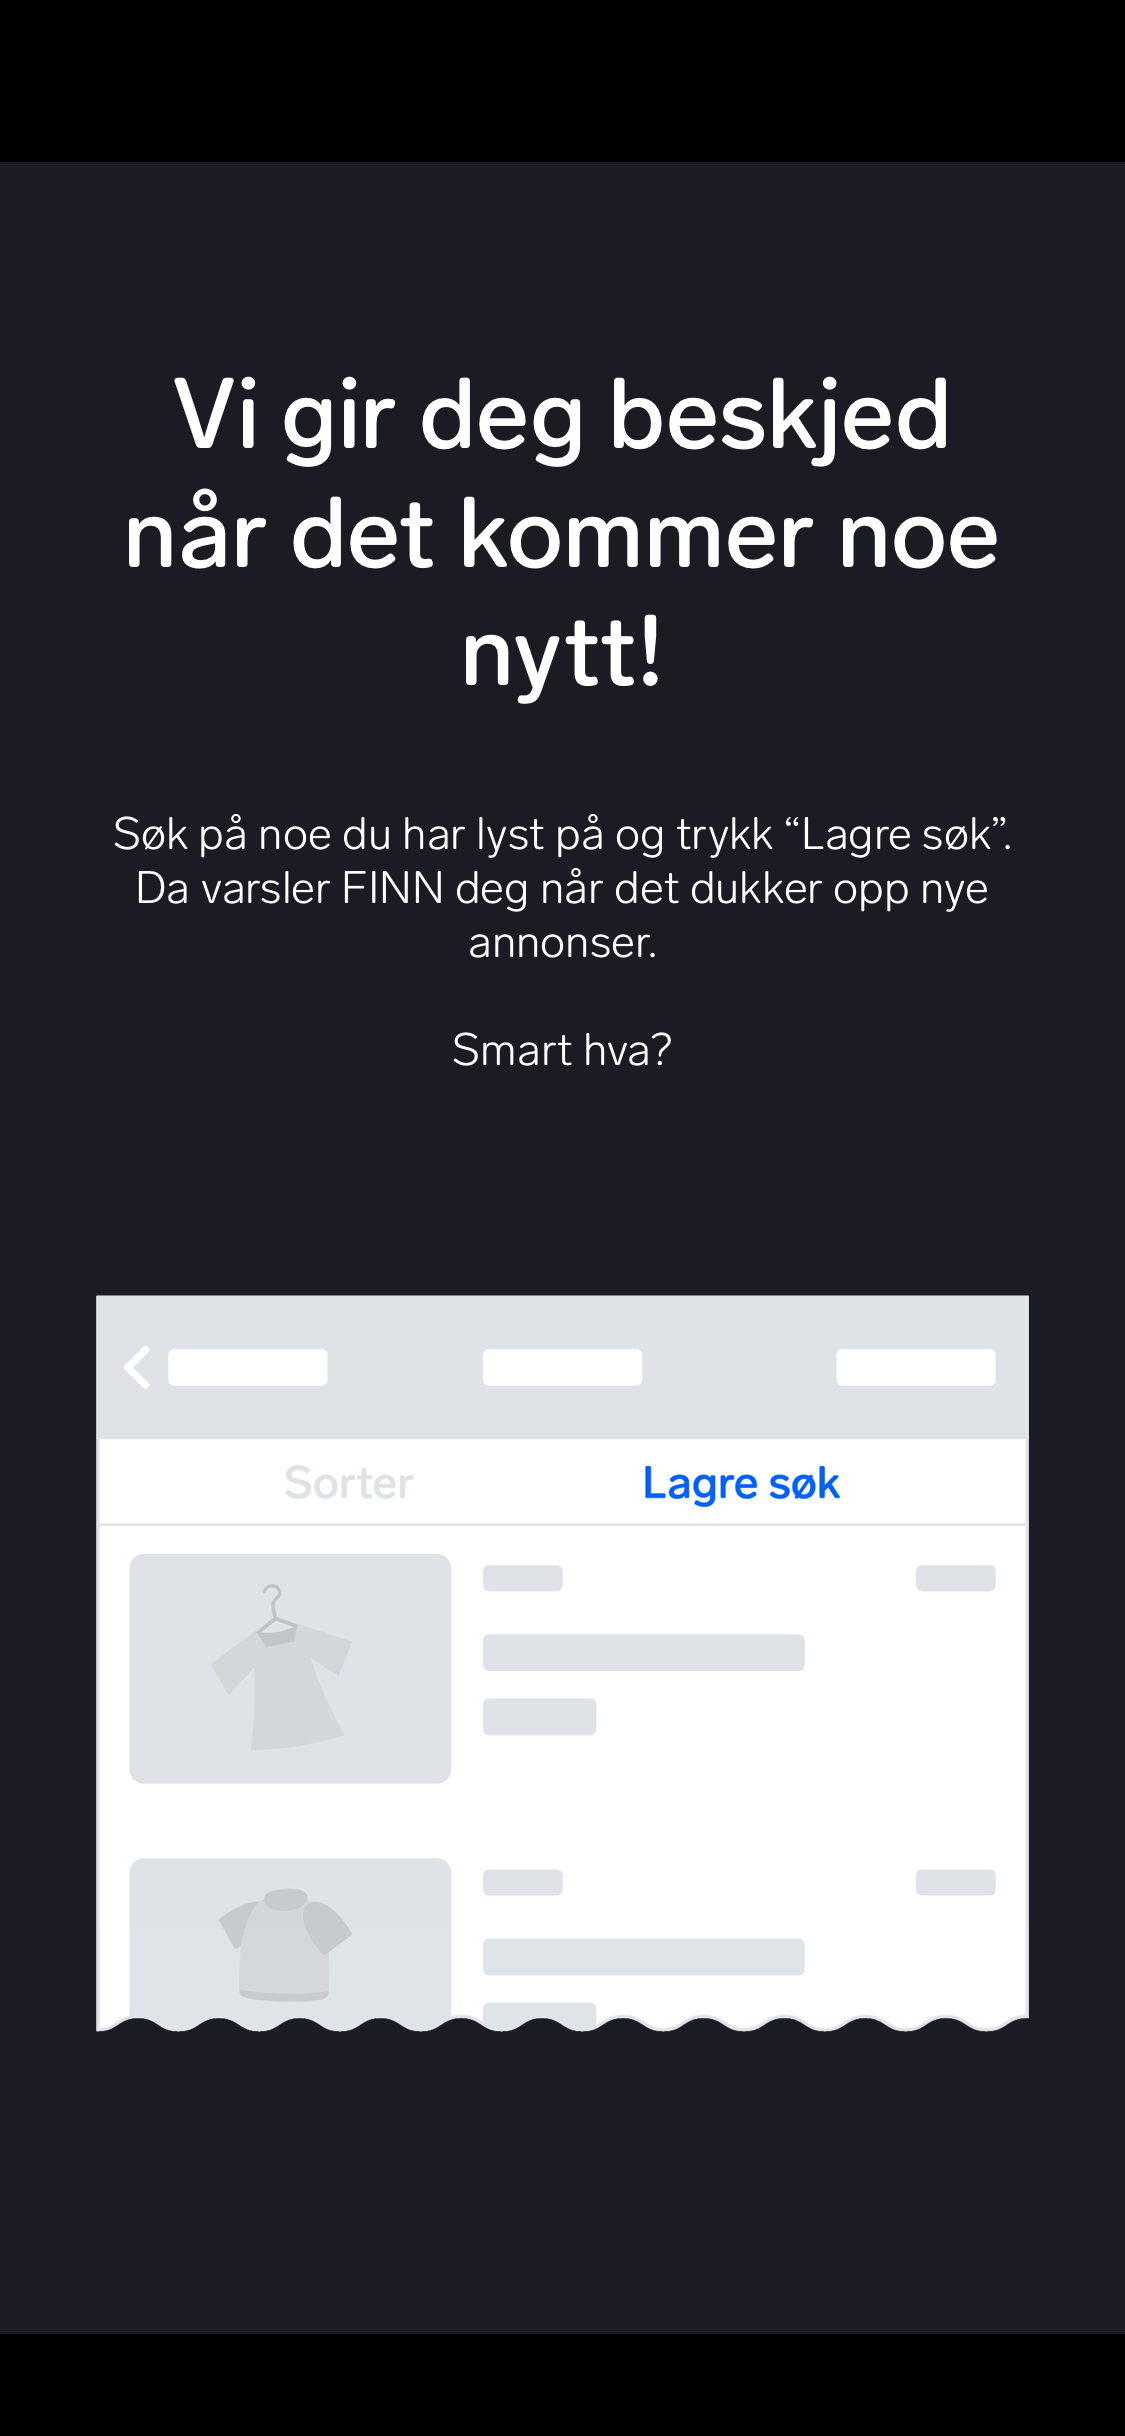 Vi gir deg beskjed
når det kommer noe
nytt!
Søk på noe du har lyst på og trykk “Lagre søk”.
Da varsler FINN deg når det dukker opp nye
annonser.
Smart hva?
Sorter
Lagre søk